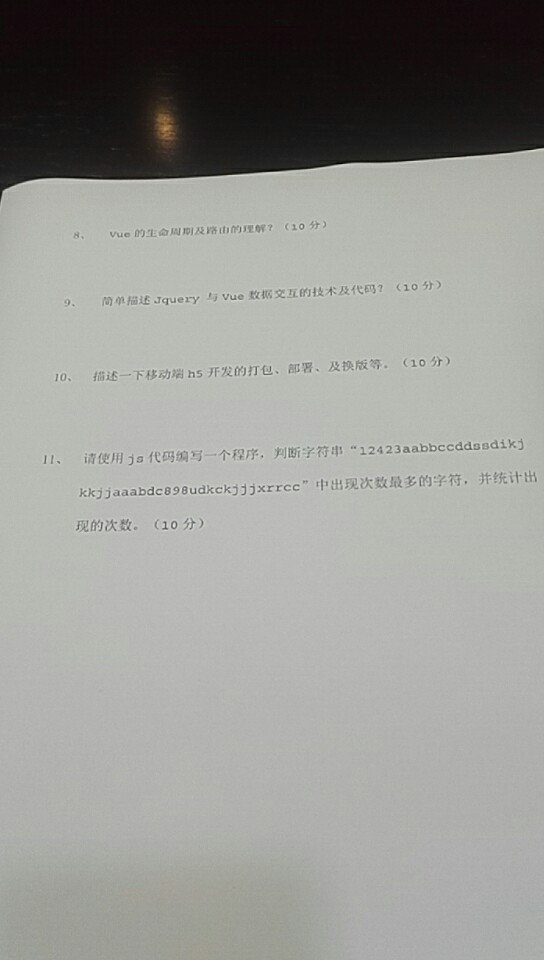 8、 Vue 的生命周期及路由的理解？（10 分）
9、 简单描述 Jquery 与 Vue 数据交互的技术及代码？（10 分）
10、 描述一下移动端 h5 开发的打包、部署、及换版等。（10 分）
11、 请使用 js 代码编写一个程序，判断字符串“12423aabbccddssdikj
kkjjaaabdc898udkckjjjxrrcc”中出现次数最多的字符，并统计出
现的次数。（10 分）